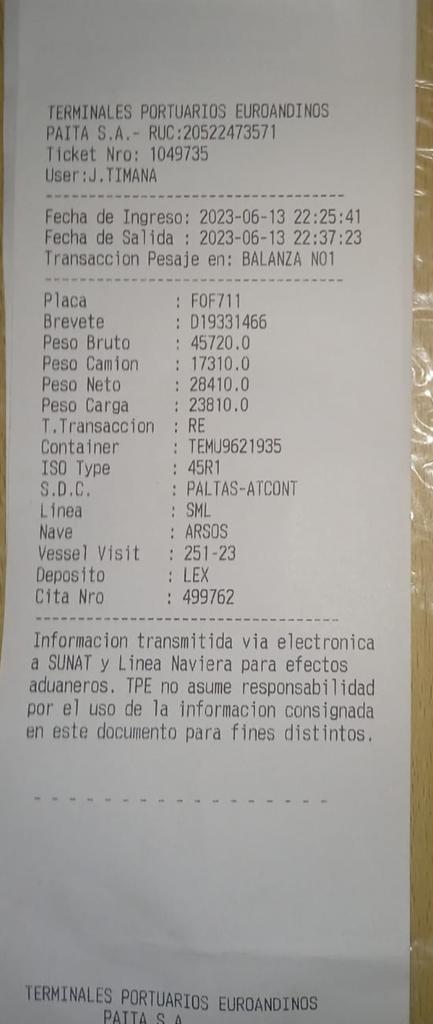 TERMINALES PORTUARIOS EUROANDINOS
PAITA S.A.- RUC:20522473571
Ticket Nro: 1049735
User:J.TIMANA
---------------------------------
Fecha de Ingreso: 2023-06-13 22:25:41
Fecha de Salida : 2023-06-13 22:37:23
Transaccion Pesaje en: BALANZA NO1
---------------------------------
Placa : F0F711
Brevete : D19331466
Peso Bruto : 45720.0
Peso Camion : 17310.0
Peso Neto : 28410.0
Peso Carga : 23810.0
T.Transaccion : RE
Container : TEMU9621935
ISO Type : 45R1
S.D.C. : PALTAS-ATCONT
Linea : SML
Nave : ARSOS
Vessel Visit : 251-23
Deposito : LEX
Cita Nro : 499762
---------------------------------
Informacion transmitida via electronica
a SUNAT y Linea Naviera para efectos
aduaneros. TPE no asume responsabilidad
por el uso de la informacion consignada
en este documento para fines distintos.
- - - - - - - - - - - - - - - - -
TERMINALES PORTUARIOS EUROANDINOS
PAITA S.A